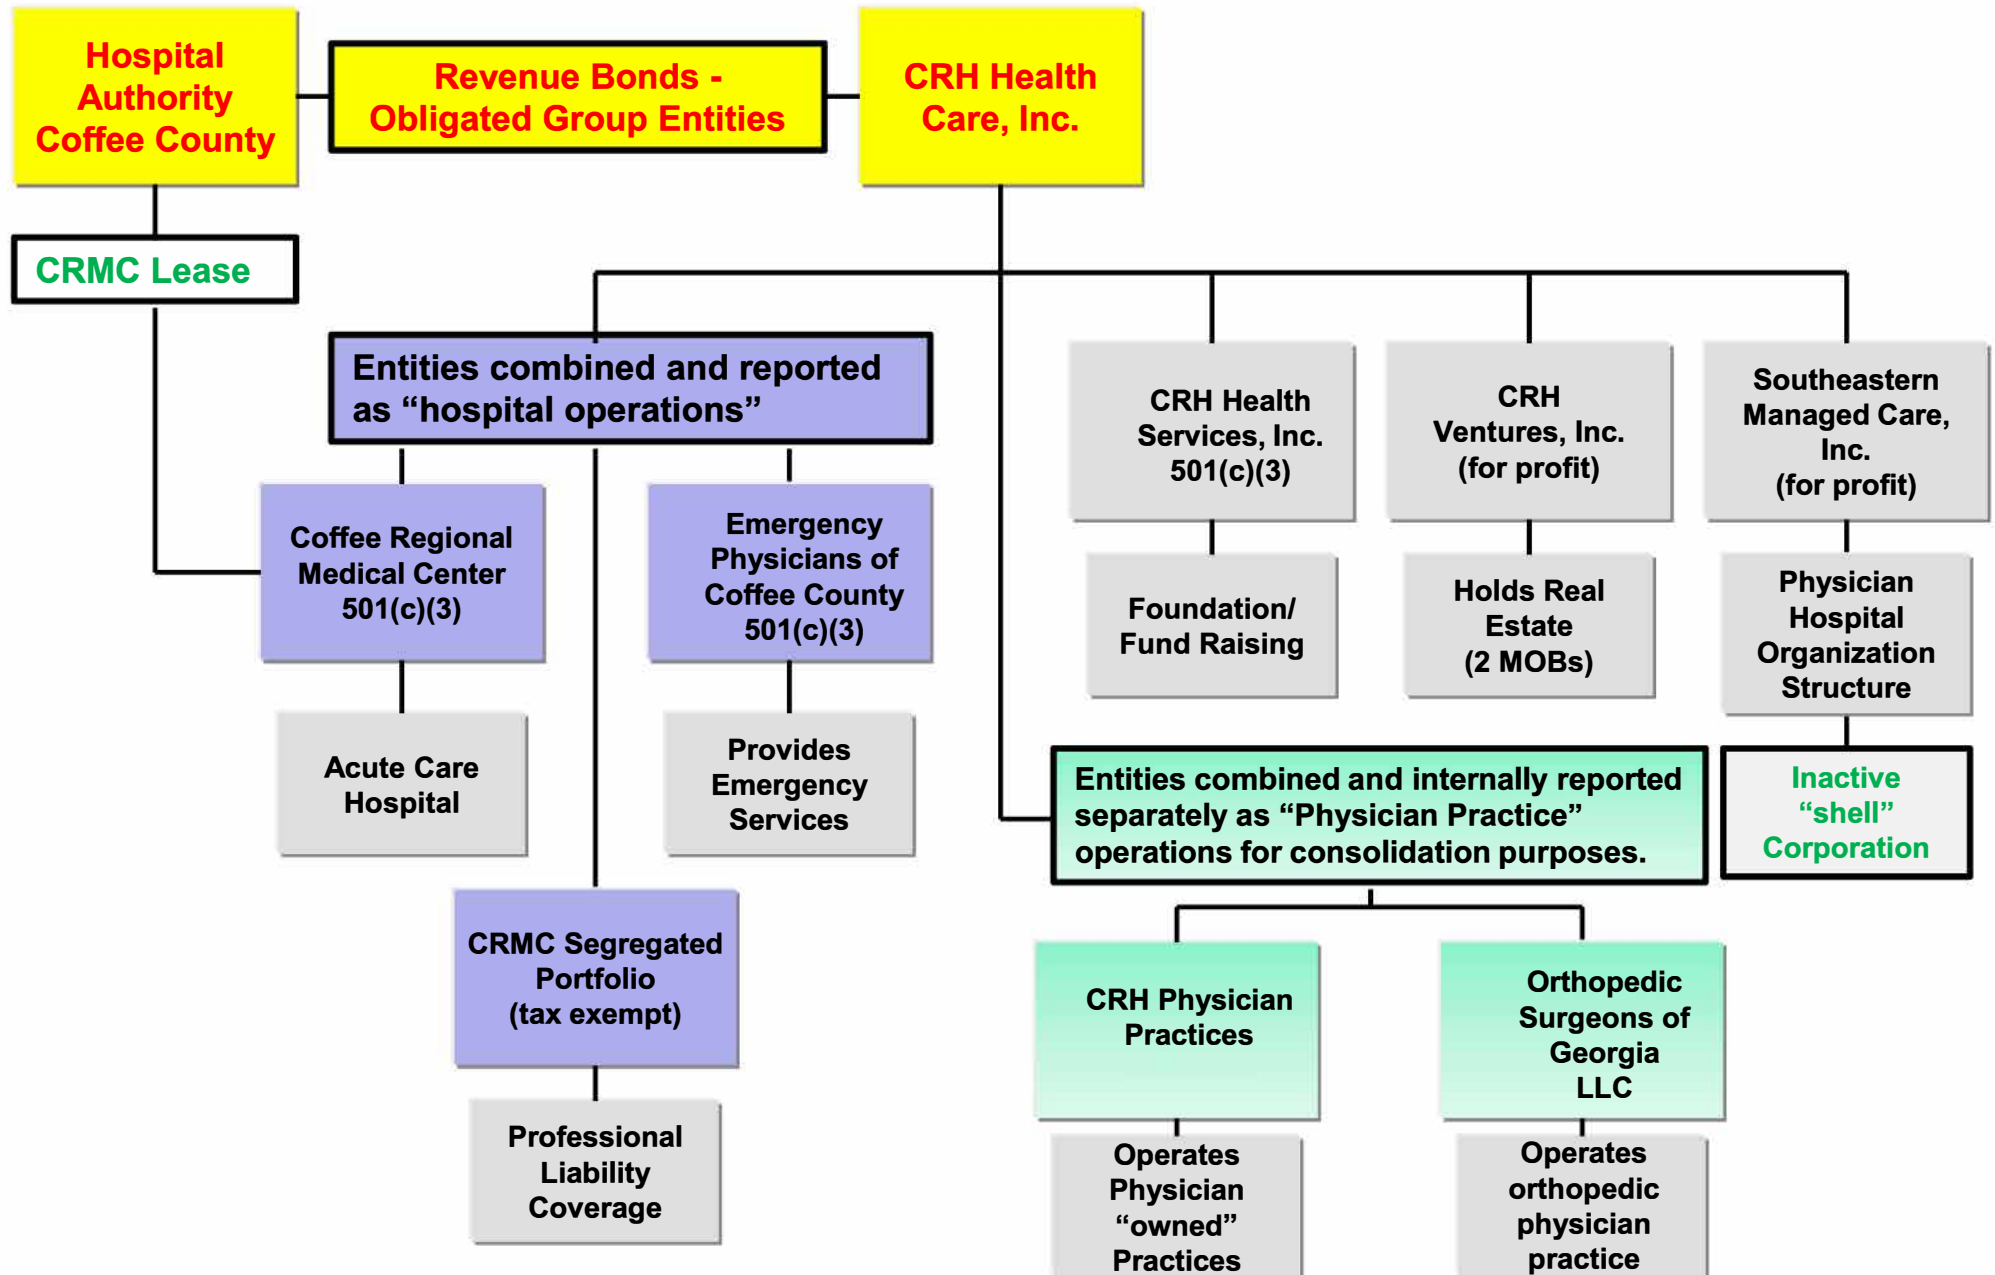 Hospital
Authority
Coffee County
Revenue Bonds -
Obligated Group Entities
CRH Health
Care, Inc.
CRMC Lease
Entities combined and reported
as “hospital operations”
CRH Health
Services, Inc.
501(c)(3)
CRH
Ventures, Inc.
(for profit)
Southeastern
Managed Care,
Inc.
(for profit)
Coffee Regional
Medical Center
501(c)(3)
Emergency
Physicians of
Coffee County
501(c)(3)
Foundation/
Fund Raising
Holds Real
Estate
(2 MOBs)
Physician
Hospital
Organization
Structure
Acute Care
Hospital
Provides
Emergency
Services
Entities combined and internally reported
separately as “Physician Practice”
operations for consolidation purposes.
Inactive
“shell”
Corporation
CRMC Segregated
Portfolio
(tax exempt)
CRH Physician
Practices
Orthopedic
Surgeons of
Georgia
LLC
Professional
Liability
Coverage
Operates
Physician
“owned”
Practices
Operates
orthopedic
physician
practice